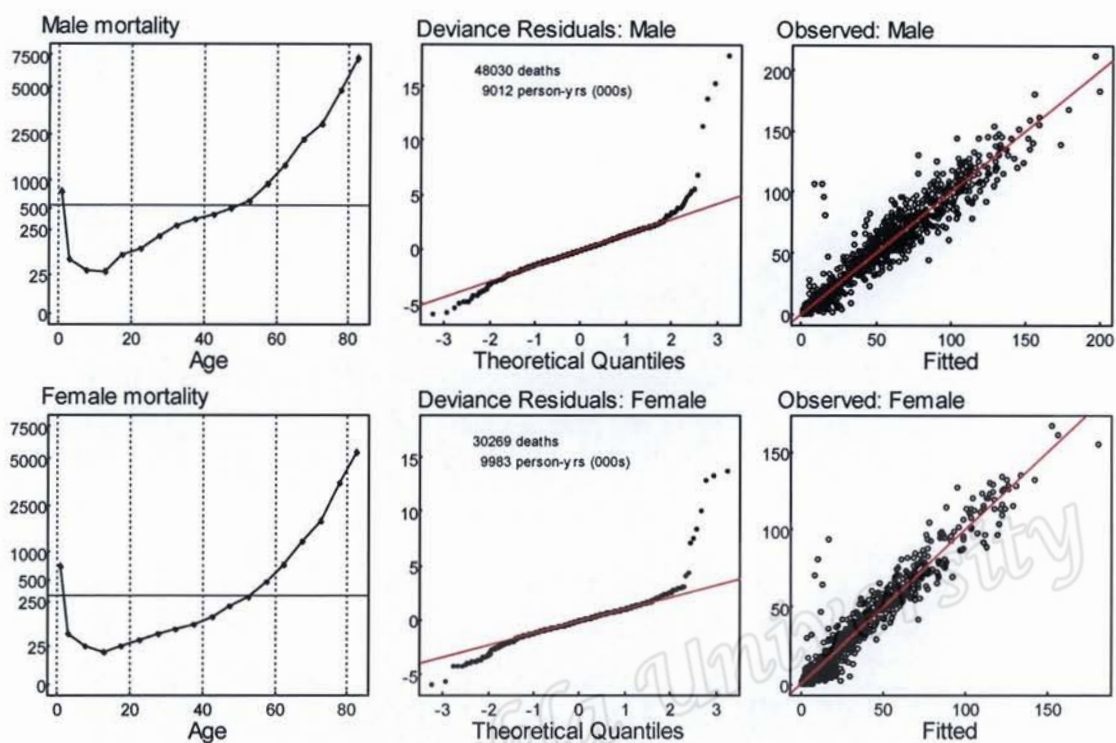 Male mortality
7500
5000
2500
1000
500
250
25
0
0 20 40 60 80
Age
Deviance Residuals: Male
48030 deaths
9012 person-yrs (000s)
15
10
5
0
-5
-3 -2 -1 0 1 2 3
Theoretical Quantiles
Observed: Male
200
150
100
50
0
0 50 100 150 200
Fitted
Female mortality
7500
5000
2500
1000
500
250
25
0
0 20 40 60 80
Age
Deviance Residuals: Female
30269 deaths
9983 person-yrs (000s)
15
10
5
0
-5
-3 -2 -1 0 1 2 3
Theoretical Quantiles
Observed: Female
150
100
50
0
0 50 100 150
Fitted
University